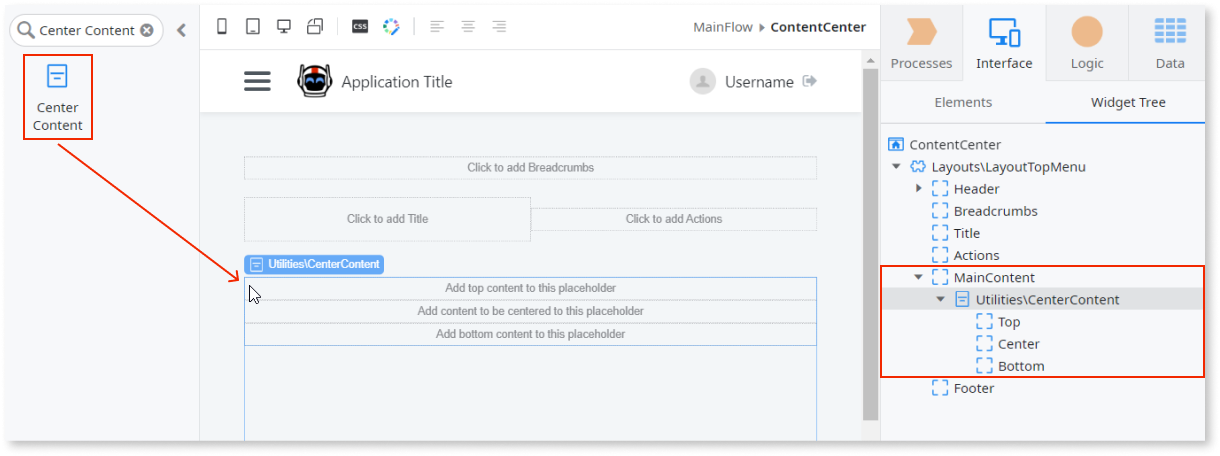 Center Content
Center
Content
CSS
MainFlow ▸ ContentCenter
Application Title
Username
Click to add Breadcrumbs
Click to add Title
Click to add Actions
Utilities\CenterContent
Add top content to this placeholder
Add content to be centered to this placeholder
Add bottom content to this placeholder
Processes
Interface
Logic
Data
Elements
Widget Tree
ContentCenter
Layouts\LayoutTopMenu
Header
Breadcrumbs
Title
Actions
MainContent
Utilities\CenterContent
Top
Center
Bottom
Footer